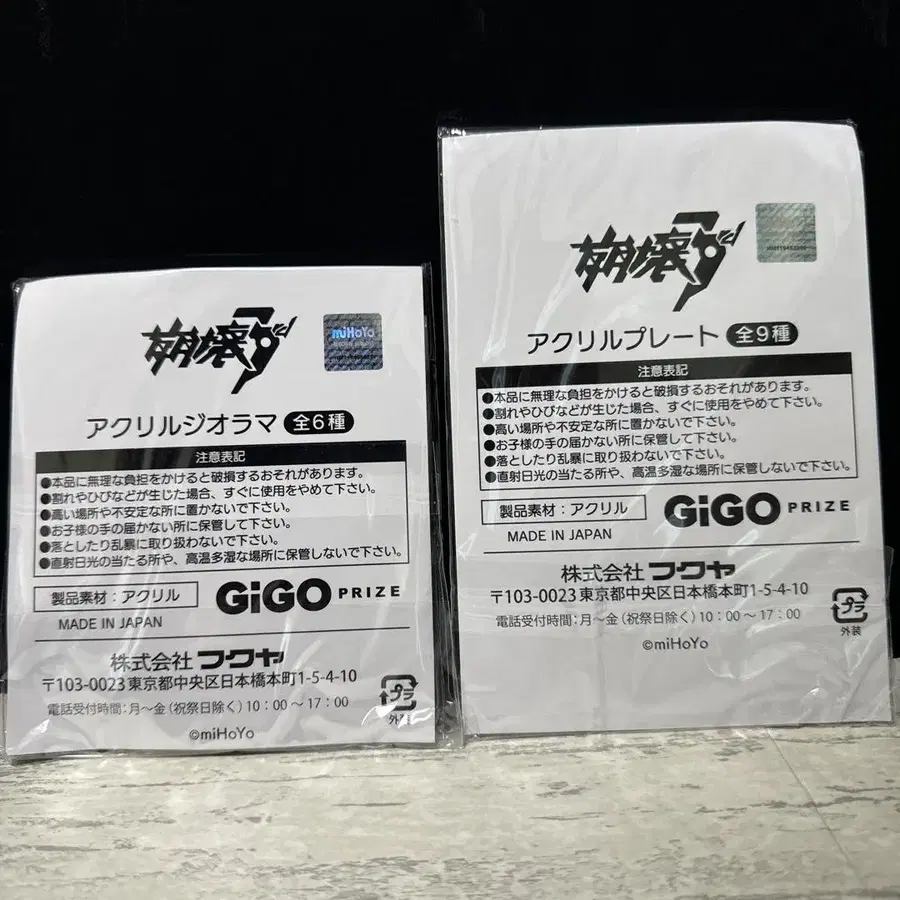 崩壊3rd
miHoYo
アクリルジオラマ 全6種
注意表記
●本品に無理な負担をかけると破損するおそれがあります。
●割れやひびなどが生じた場合、すぐに使用をやめて下さい。
●高い場所や不安定な所に置かないで下さい。
●お子様の手の届かない所に保管して下さい。
●落としたり乱暴に取り扱わないで下さい。
●直射日光の当たる所や、高温多湿な場所に保管しないで下さい。
製品素材：アクリル GiGO PRIZE
MADE IN JAPAN
株式会社フクヤ
〒103-0023東京都中央区日本橋本町1-5-4-10
電話受付時間：月～金（祝祭日除く）10：00～17：00
プラ
外装
©miHoYo
崩壊3rd
アクリルプレート 全9種
注意表記
●本品に無理な負担をかけると破損するおそれがあります。
●割れやひびなどが生じた場合、すぐに使用をやめて下さい。
●高い場所や不安定な所に置かないで下さい。
●お子様の手の届かない所に保管して下さい。
●落としたり乱暴に取り扱わないで下さい。
●直射日光の当たる所や、高温多湿な場所に保管しないで下さい。
製品素材：アクリル GiGO PRIZE
MADE IN JAPAN
株式会社フクヤ
〒103-0023東京都中央区日本橋本町1-5-4-10
電話受付時間：月～金（祝祭日除く）10：00～17：00
プラ
外装
©miHoYo